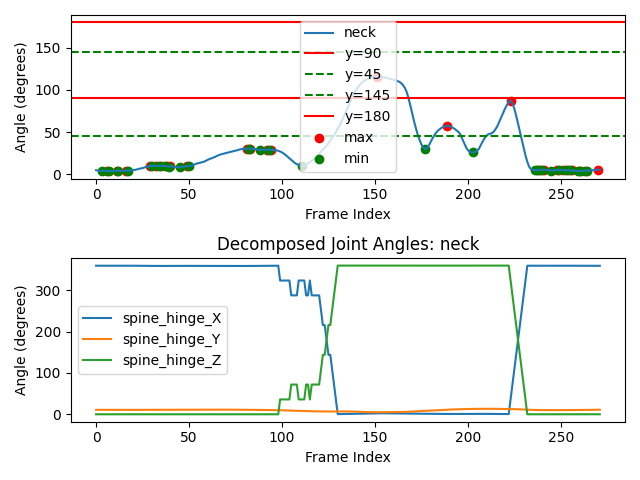 150
100
50
0
Angle (degrees)
neck
y=90
y=45
y=145
y=180
max
min
0 50 100 150 200 250
Frame Index
Decomposed Joint Angles: neck
300
200
100
0
Angle (degrees)
spine_hinge_X
spine_hinge_Y
spine_hinge_Z
0 50 100 150 200 250
Frame Index